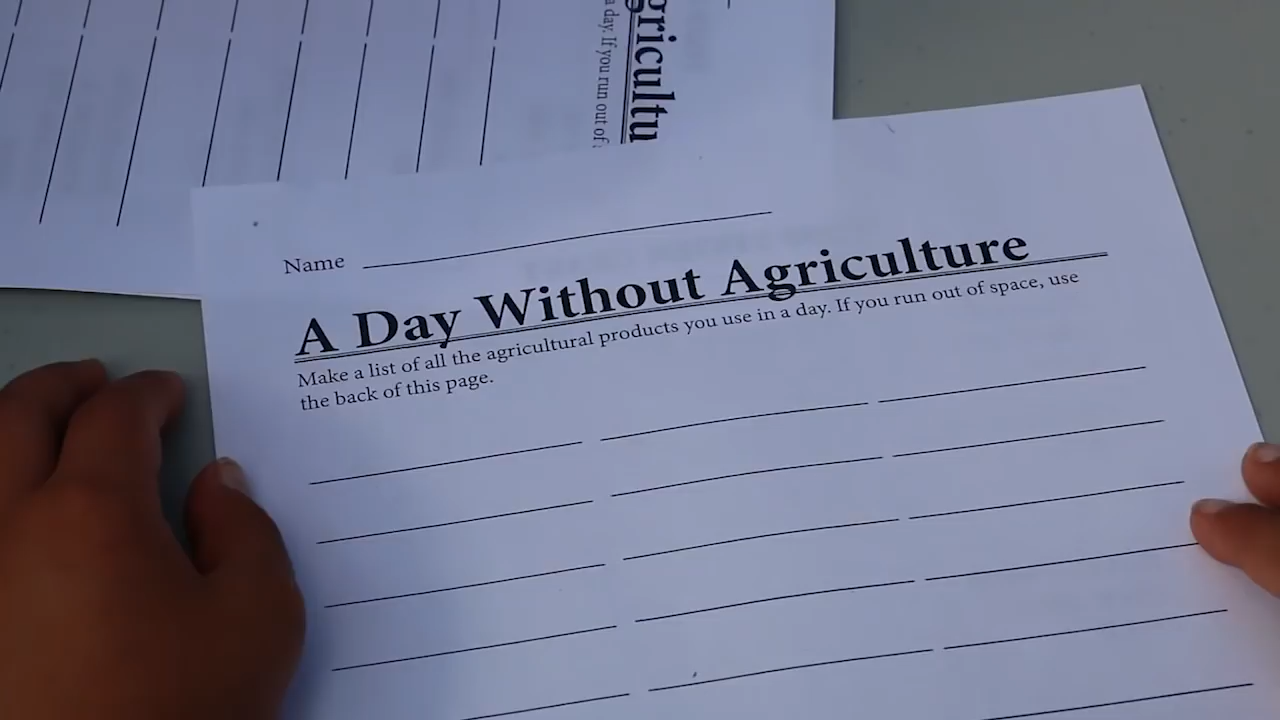 Name
A Day Without Agriculture
Make a list of all the agricultural products you use in a day. If you run out of space, use
the back of this page.
a day. If you run out of